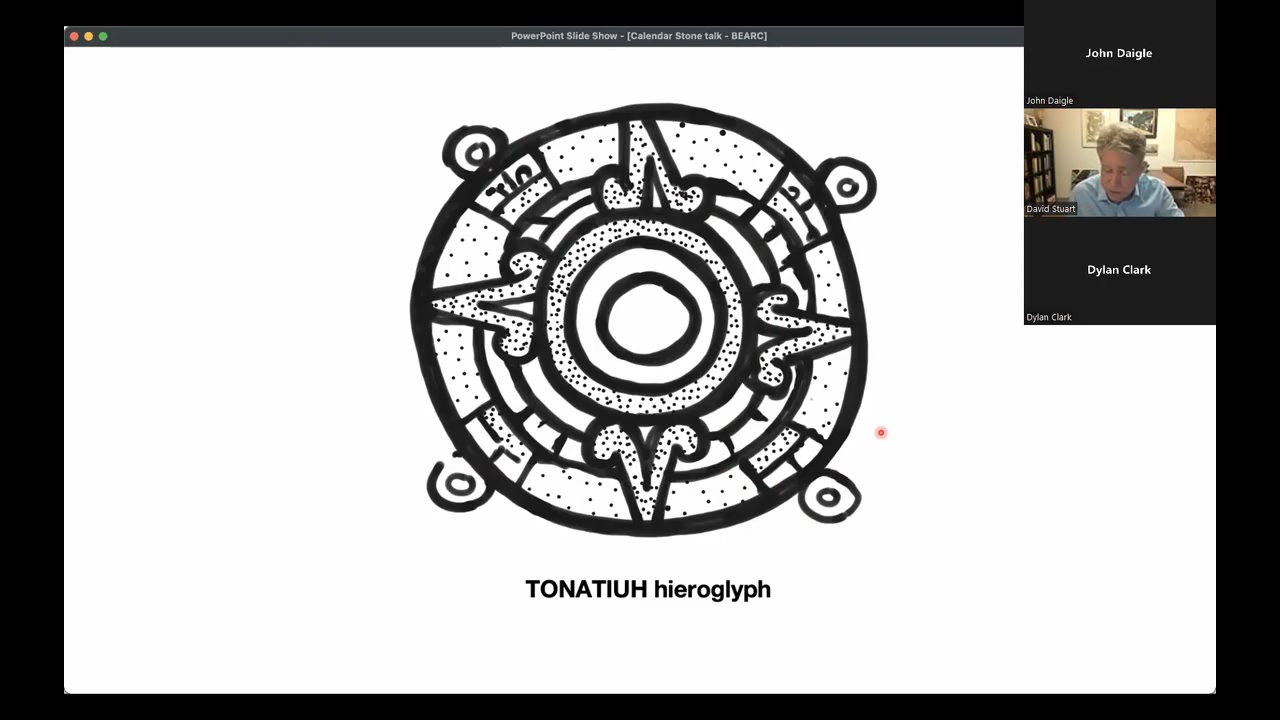 PowerPoint Slide Show - [Calendar Stone talk - BEARC]
John Daigle
John Daigle
David Stuart
Dylan Clark
Dylan Clark
TONATIUH hieroglyph